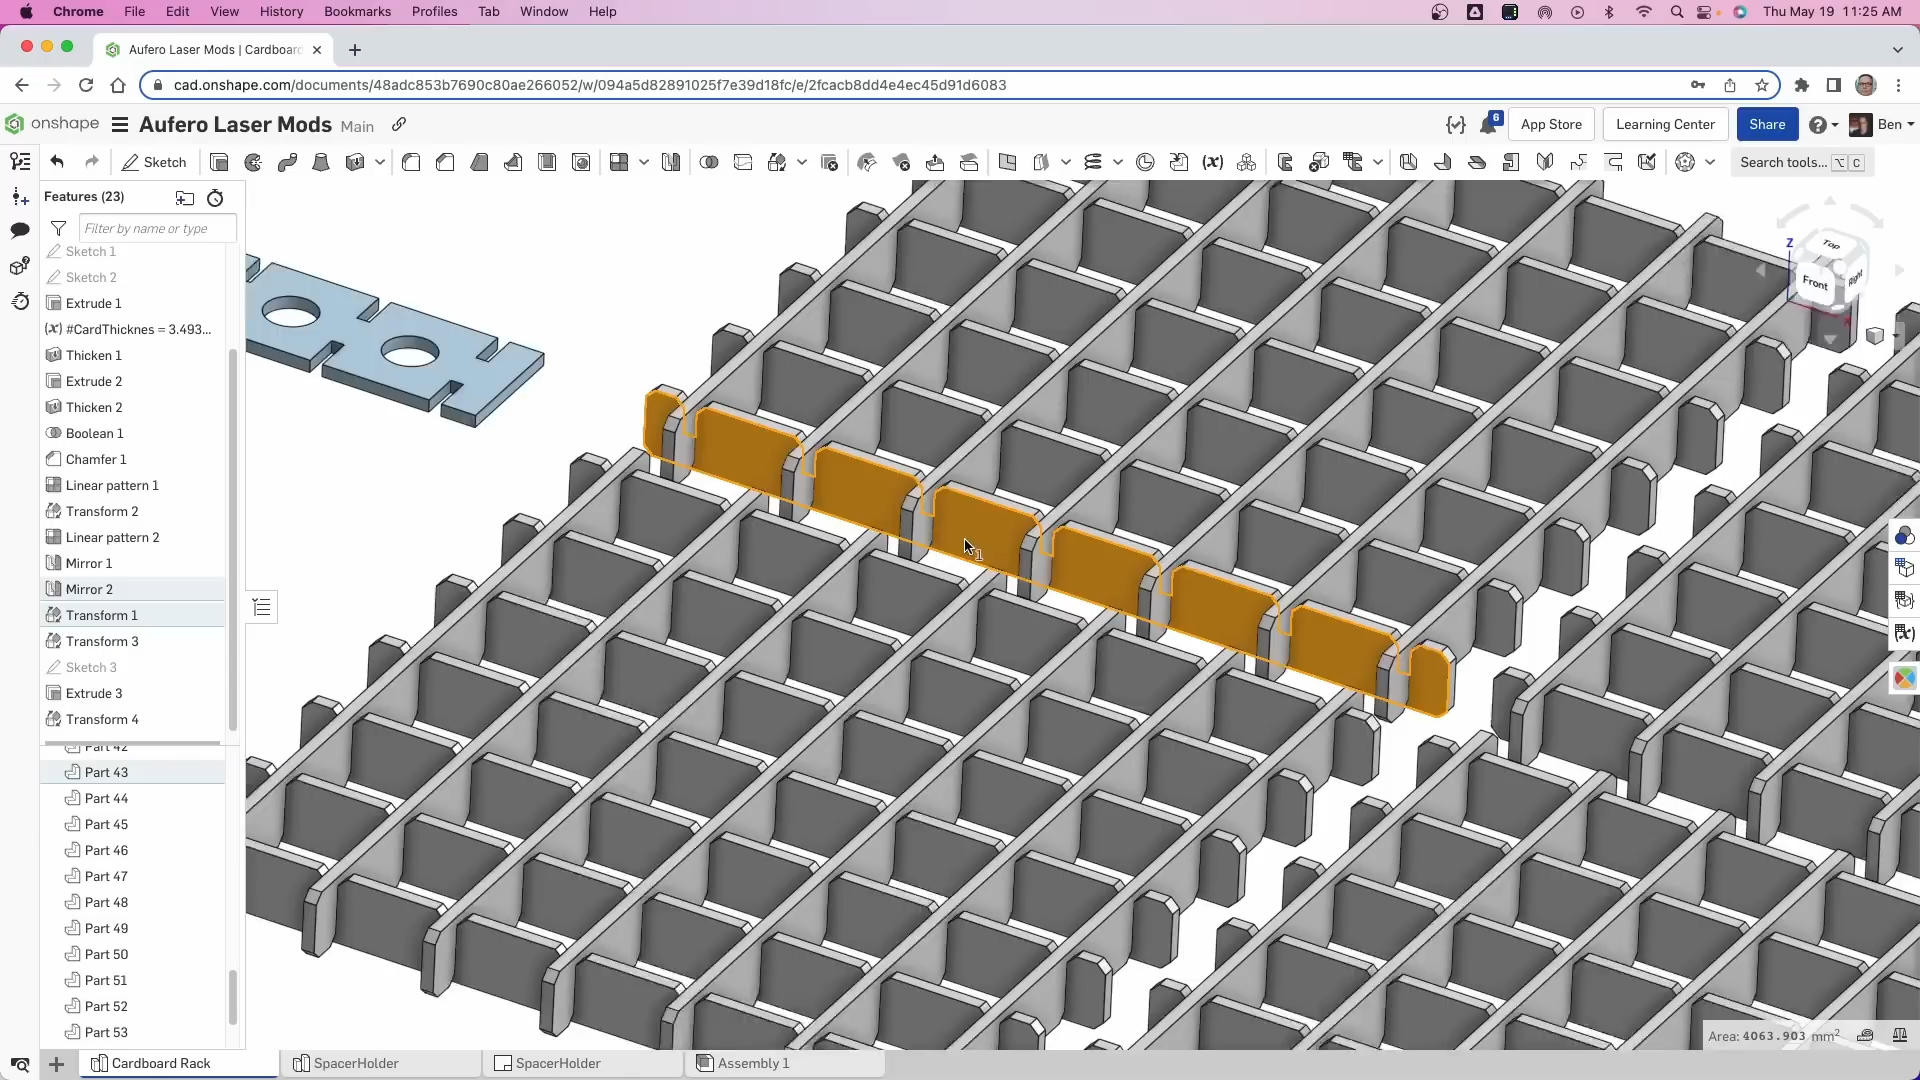 Chrome File Edit View History Bookmarks Profiles Tab Window Help Thu May 19 11:25 AM
Aufero Laser Mods | Cardboard
cad.onshape.com/documents/48adc853b7690c80ae266052/w/094a5d82891025f7e39d18fc/e/2fcacb8dd4e4ec45d91d6083
onshape Aufero Laser Mods Main 6 App Store Learning Center Share Ben
Sketch Search tools... ⌥ C
Features (23)
Filter by name or type
Sketch 1
Sketch 2
Extrude 1
(x) #CardThicknes = 3.493...
Thicken 1
Extrude 2
Thicken 2
Boolean 1
Chamfer 1
Linear pattern 1
Transform 2
Linear pattern 2
Mirror 1
Mirror 2
Transform 1
Transform 3
Sketch 3
Extrude 3
Transform 4
Part 42
Part 43
Part 44
Part 45
Part 46
Part 47
Part 48
Part 49
Part 50
Part 51
Part 52
Part 53
1
Z
Top
Front
Right
Area: 4063.903 mm²
Cardboard Rack SpacerHolder SpacerHolder Assembly 1